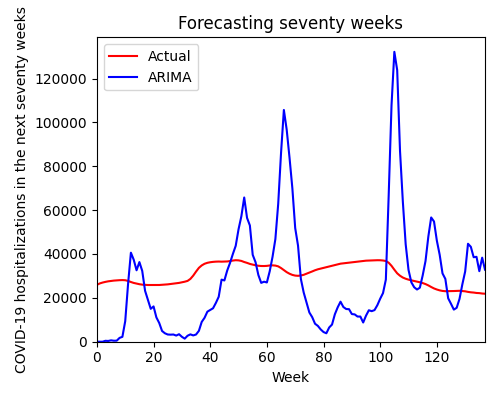 Forecasting seventy weeks
COVID-19 hospitalizations in the next seventy weeks
Actual
ARIMA
120000
100000
80000
60000
40000
20000
0
0 20 40 60 80 100 120
Week